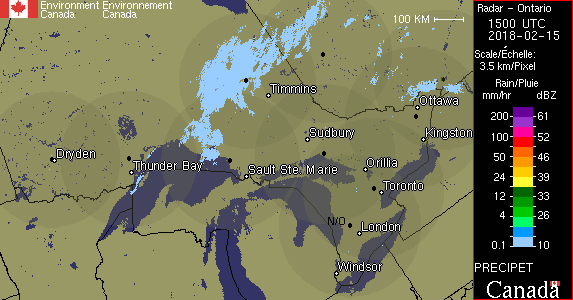 Environment Environnement
Canada Canada
100 KM
Timmins
Ottawa
Sudbury
Kingston
Dryden
Thunder Bay
Sault Ste. Marie
Orillia
Toronto
N/O
London
Windsor
Radar - Ontario
1500 UTC
2018-02-15
Scale/Échelle:
3.5 km/Pixel
Rain/Pluie
mm/hr dBZ
200 61
100 52
50 46
24 39
12 33
4 26
1 20
0.1 10
PRECIPET
Canada